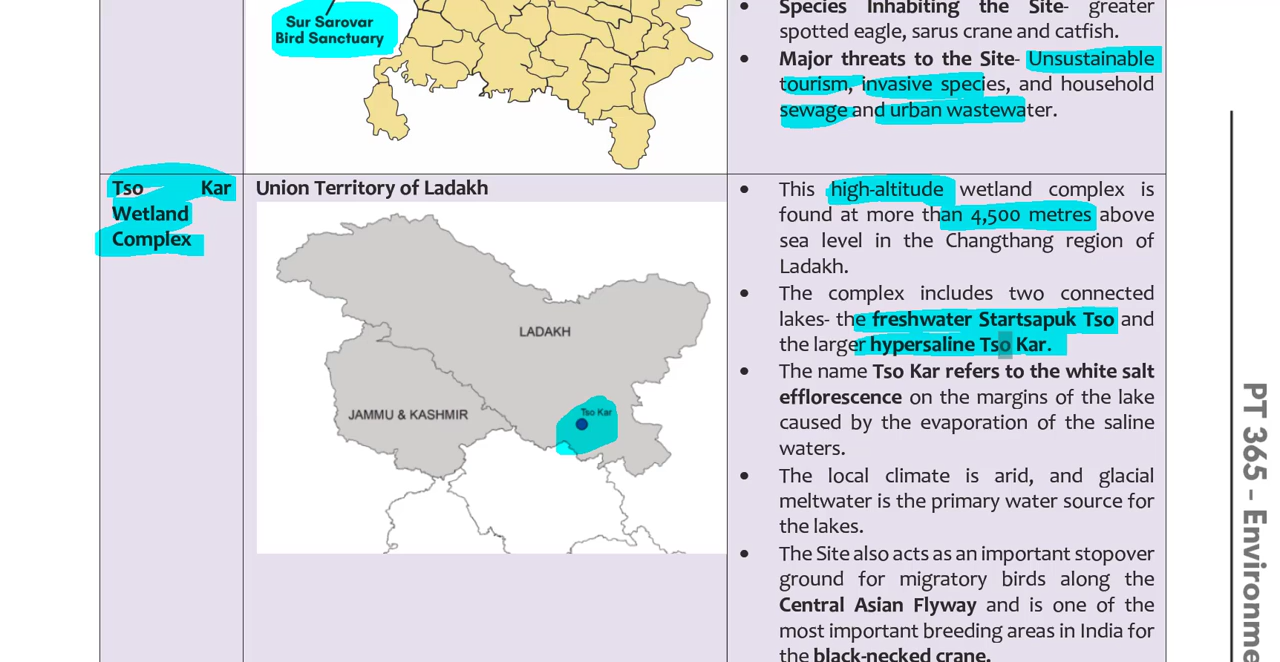 Sur Sarovar
Bird Sanctuary
• Species Inhabiting the Site- greater
spotted eagle, sarus crane and catfish.
• Major threats to the Site- Unsustainable
tourism, invasive species, and household
sewage and urban wastewater.
Tso Kar
Wetland
Complex
Union Territory of Ladakh
LADAKH
JAMMU & KASHMIR
Tso Kar
• This high-altitude wetland complex is
found at more than 4,500 metres above
sea level in the Changthang region of
Ladakh.
• The complex includes two connected
lakes- the freshwater Startsapuk Tso and
the larger hypersaline Tso Kar.
• The name Tso Kar refers to the white salt
efflorescence on the margins of the lake
caused by the evaporation of the saline
waters.
• The local climate is arid, and glacial
meltwater is the primary water source for
the lakes.
• The Site also acts as an important stopover
ground for migratory birds along the
Central Asian Flyway and is one of the
most important breeding areas in India for
the black-necked crane.
PT 365 - Environme